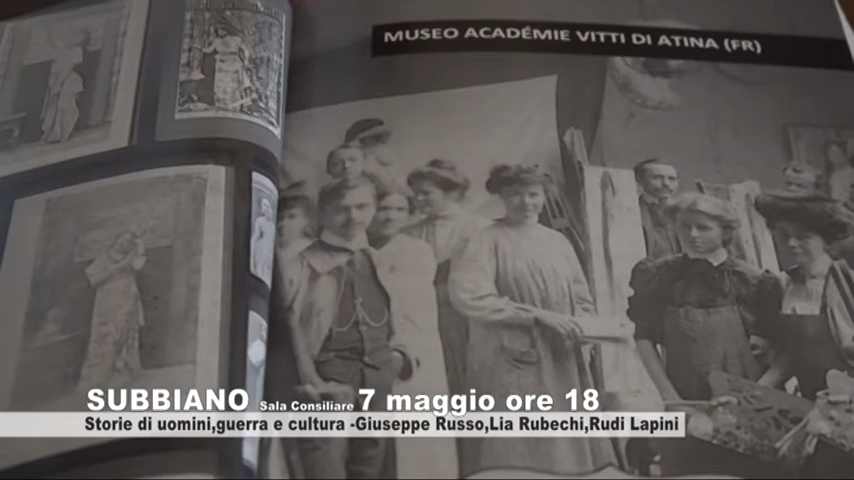 MUSEO ACADÉMIE VITTI DI ATINA (FR)
SUBBIANO Sala Consiliare 7 maggio ore 18
Storie di uomini,guerra e cultura -Giuseppe Russo,Lia Rubechi,Rudi Lapini